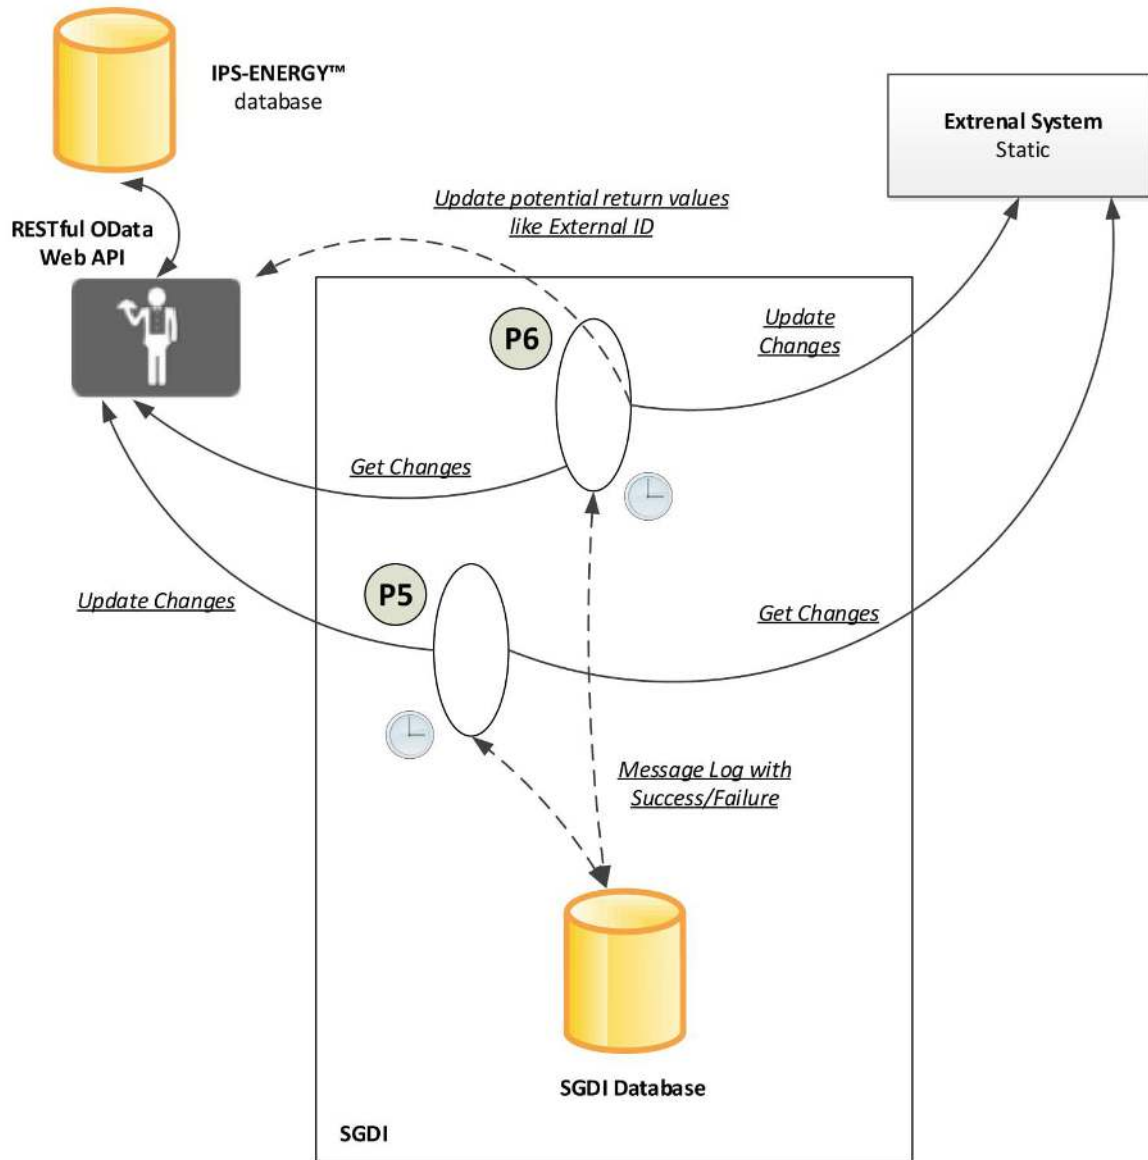 IPS-ENERGY™
database
Extrenal System
Static
Update potential return values
like External ID
RESTful OData
Web API
P6
Update
Changes
Get Changes
P5
Update Changes
Get Changes
Message Log with
Success/Failure
SGDI Database
SGDI